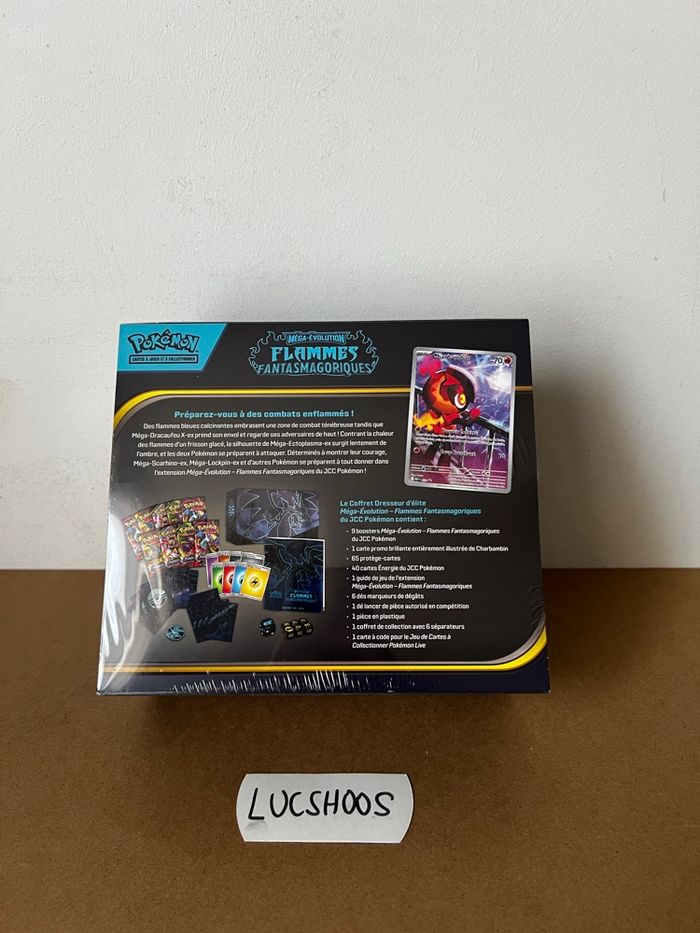 POKÉMON
CARTES À JOUER ET À COLLECTIONNER
MÉGA-ÉVOLUTION
FLAMMES
FANTASMAGORIQUES
Charbambin
70
Préparez-vous à des combats enflammés !
Des flammes bleues calcinantes embrasent une zone de combat ténébreuse tandis que
Méga-Dracaufeu X-ex prend son envol et regarde ses adversaires de haut ! Contrant la chaleur
des flammes d'un frisson glacé, la silhouette de Méga-Ectoplasma-ex surgit lentement de
l'ombre, et les deux Pokémon se préparent à attaquer. Déterminés à montrer leur courage,
Méga-Scarhino-ex, Méga-Lockpin-ex et d'autres Pokémon se préparent à tout donner dans
l'extension Méga-Évolution – Flammes Fantasmagoriques du JCC Pokémon !
Le Coffret Dresseur d'élite
Méga-Évolution – Flammes Fantasmagoriques
du JCC Pokémon contient :
• 9 boosters Méga-Évolution – Flammes Fantasmagoriques
du JCC Pokémon
• 1 carte promo brillante entièrement illustrée de Charbambin
• 65 protège-cartes
• 40 cartes Énergie du JCC Pokémon
• 1 guide de jeu de l'extension
Méga-Évolution – Flammes Fantasmagoriques
• 6 dés marqueurs de dégâts
• 1 dé lancer de pièce autorisé en compétition
• 1 pièce en plastique
• 1 coffret de collection avec 6 séparateurs
• 1 carte à code pour le Jeu de Cartes à
Collectionner Pokémon Live
FLAMMES
FANTASMAGORIQUES
LUCSHOOS